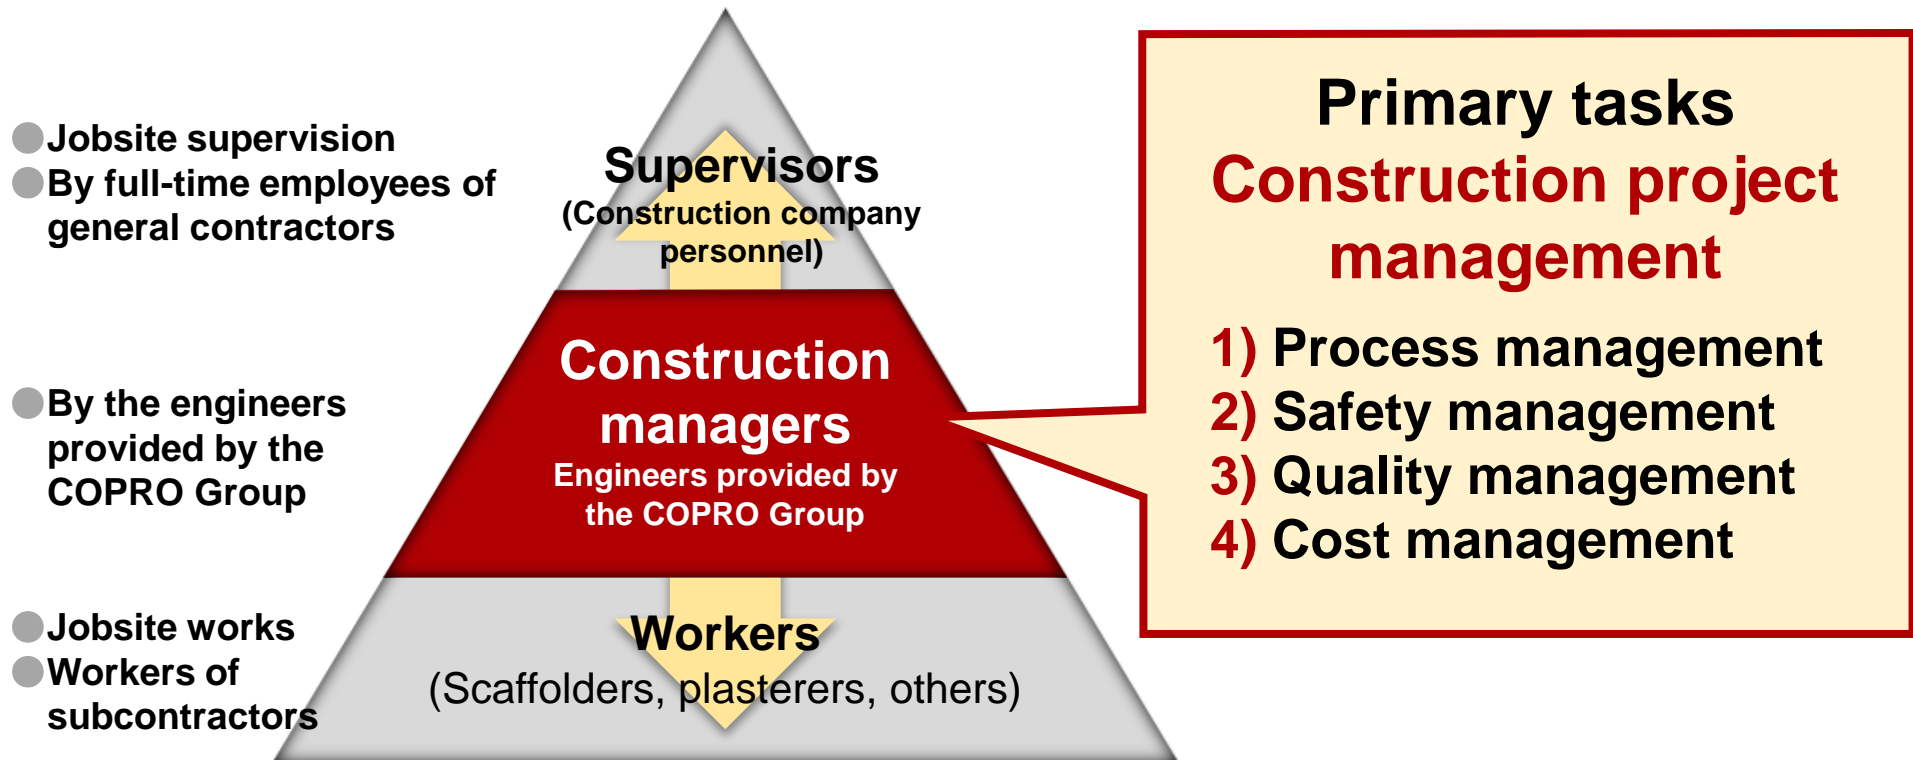 Jobsite supervision
By full-time employees of
general contractors
Supervisors
(Construction company
personnel)
By the engineers
provided by the
COPRO Group
Construction
managers
Engineers provided by
the COPRO Group
Jobsite works
Workers of
subcontractors
Workers
(Scaffolders, plasterers, others)
Primary tasks
Construction project
management
1) Process management
2) Safety management
3) Quality management
4) Cost management